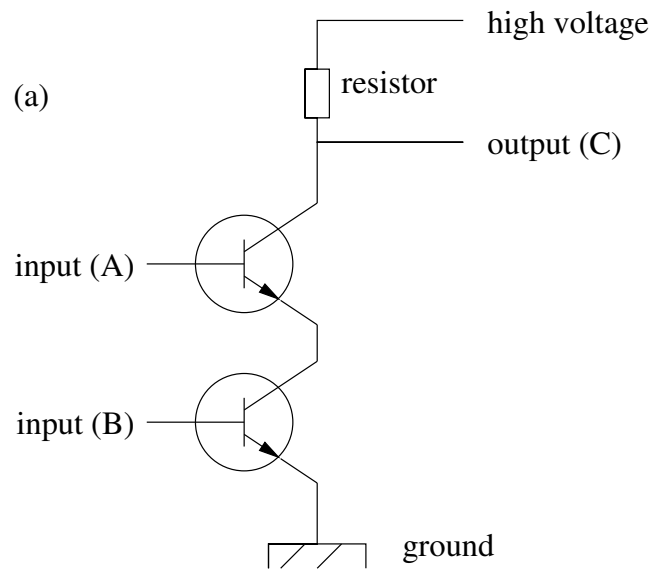 high voltage
(a)
resistor
output (C)
input (A)
input (B)
ground